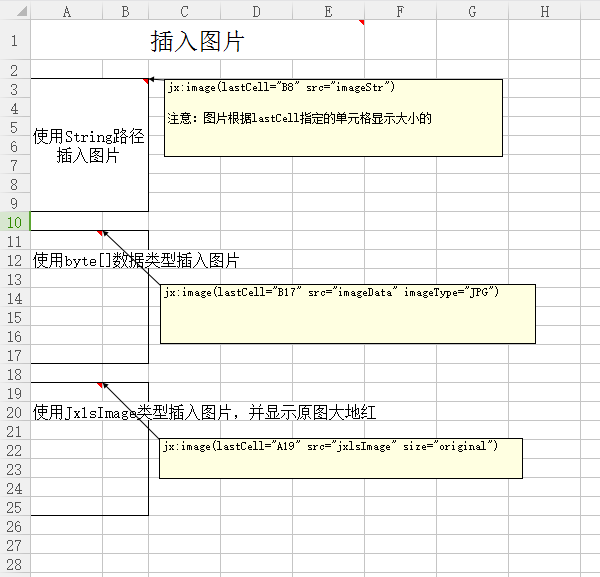 A B C D E F G H
1 插入图片
2
3 jx:image(lastCell="B8" src="imageStr")
4
5 使用String路径 注意：图片根据lastCell指定的单元格显示大小的
6 插入图片
7
8
9
10
11
12 使用byte[]数据类型插入图片
13
14 jx:image(lastCell="B17" src="imageData" imageType="JPG")
15
16
17
18
19
20 使用JxlsImage类型插入图片，并显示原图大地红
21
22 jx:image(lastCell="A19" src="jxlsImage" size="original")
23
24
25
26
27
28